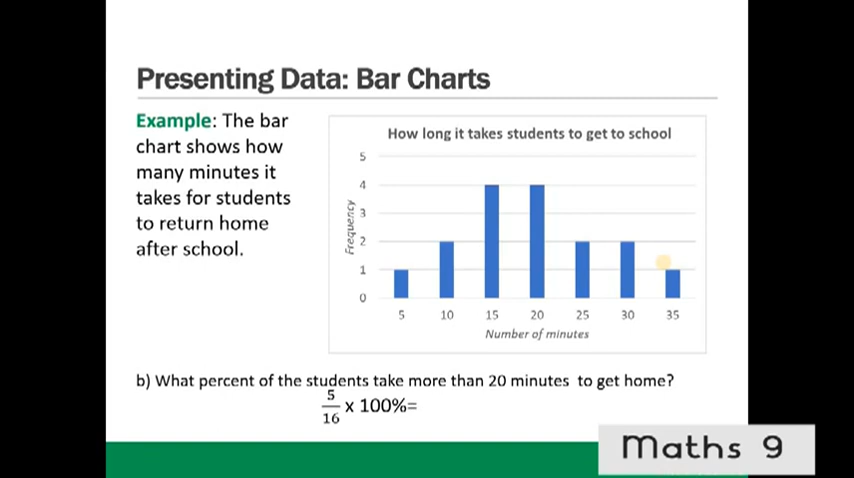 Presenting Data: Bar Charts
Example: The bar
chart shows how
many minutes it
takes for students
to return home
after school.
How long it takes students to get to school
5
4
3
2
1
0
Frequency
5 10 15 20 25 30 35
Number of minutes
b) What percent of the students take more than 20 minutes to get home?
5/16 x 100%=
Maths 9